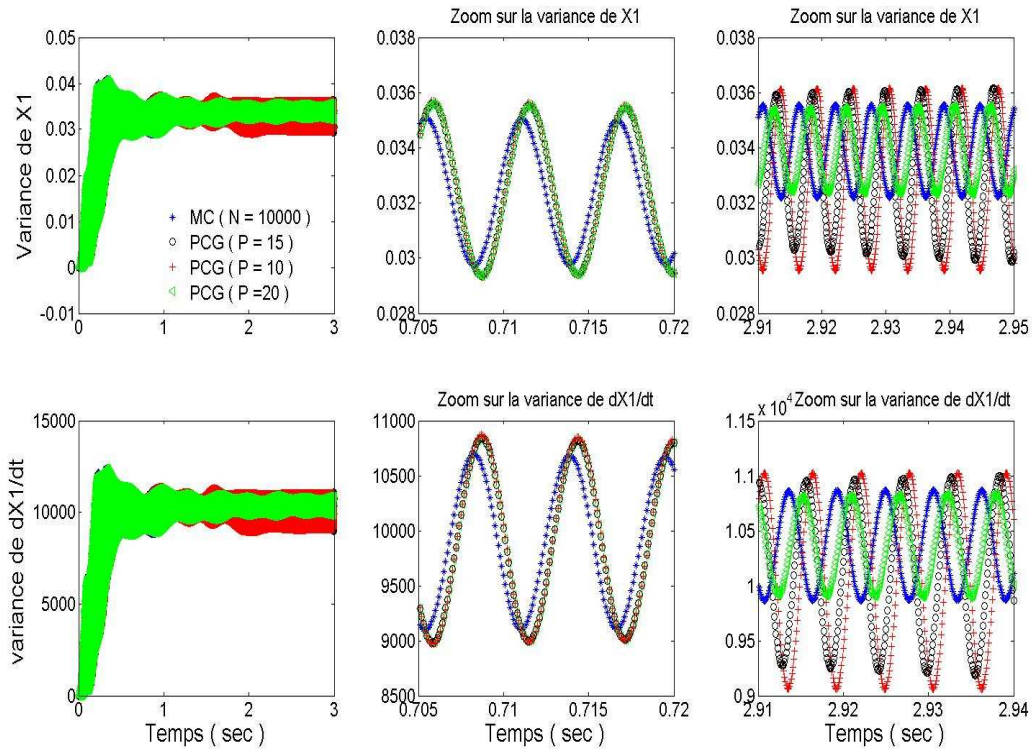 Zoom sur la variance de X1
Zoom sur la variance de X1
Variance de X1
0.05
0.04
0.03
0.02
0.01
0
-0.01
MC ( N = 10000 )
PCG ( P = 15 )
PCG ( P = 10 )
PCG ( P =20 )
0 1 2 3
0.038
0.036
0.034
0.032
0.03
0.028
0.705 0.71 0.715 0.72
0.038
0.036
0.034
0.032
0.03
0.028
2.91 2.92 2.93 2.94 2.95
Zoom sur la variance de dX1/dt
x 10^4 Zoom sur la variance de dX1/dt
variance de dX1/dt
15000
10000
5000
0
0 1 2 3
Temps ( sec )
11000
10500
10000
9500
9000
8500
0.705 0.71 0.715 0.72
Temps ( sec )
1.15
1.1
1.05
1
0.95
0.9
2.91 2.92 2.93 2.94
Temps ( sec )